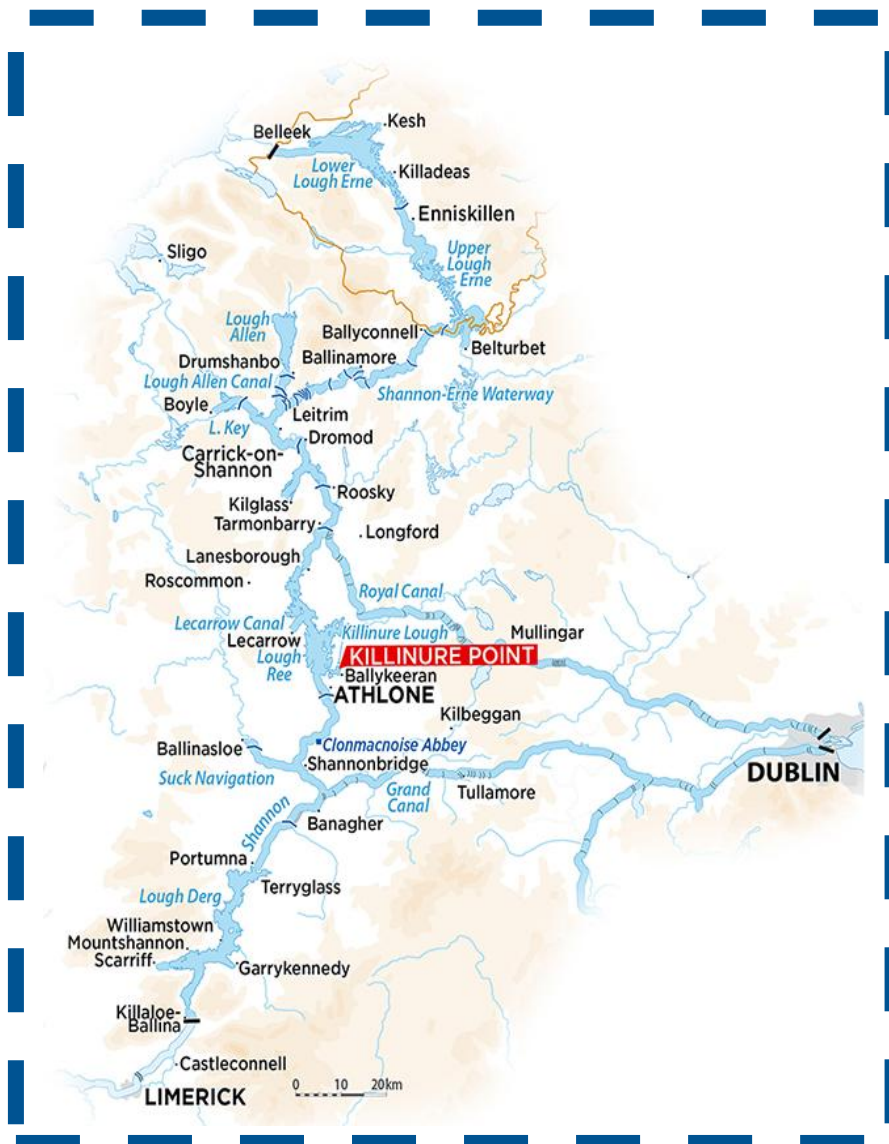 Kesh
Belleek
Lower
Lough Erne
Killadeas
Enniskillen
Sligo
Upper
Lough
Erne
Lough
Allen
Ballyconnell
Belturbet
Drumshanbo
Ballinamore
Lough Allen Canal
Shannon-Erne Waterway
Boyle
Leitrim
L. Key
Dromod
Carrick-on-
Shannon
Roosky
Kilglass
Tarmonbarry
Longford
Lanesborough
Roscommon
Royal Canal
Lecarrow Canal
Killinure Lough
Mullingar
Lecarrow
Lough
Ree
KILLINURE POINT
Ballykeeran
ATHLONE
Kilbeggan
Ballinasloe
Clonmacnoise Abbey
Shannonbridge
Suck Navigation
Grand
Canal
Tullamore
DUBLIN
Shannon
Banagher
Portumna
Terryglass
Lough Derg
Williamstown
Mountshannon
Scarriff
Garrykennedy
Killaloe-
Ballina
Castleconnell
LIMERICK
0 10 20km